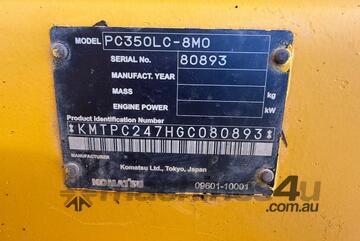 MODEL PC350LC-8M0
SERIAL No. 80893
MANUFACT. YEAR
MASS kg
ENGINE POWER kW
Product Identification Number
*KMTPC247HGC080893*
MANUFACTURER
Komatsu Ltd., Tokyo, Japan
KOMATSU 09601-10001
machines4u
.com.au